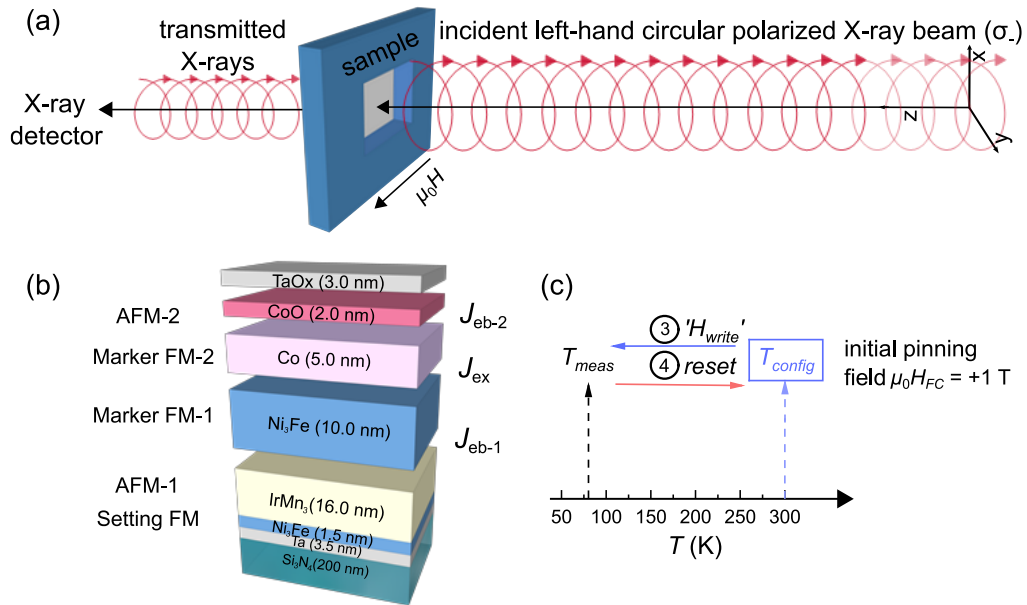 (a)
transmitted
X-rays
X-ray
detector
sample
μ₀H
incident left-hand circular polarized X-ray beam (σ-)
x
z
y
(b)
AFM-2
Marker FM-2
Marker FM-1
AFM-1
Setting FM
TaOx (3.0 nm)
CoO (2.0 nm)
Co (5.0 nm)
Ni₃Fe (10.0 nm)
IrMn₃(16.0 nm)
Ni₃Fe (1.5 nm)
Ta (3.5 nm)
Si₃N₄(200 nm)
Jeb-2
Jex
Jeb-1
(c)
③ 'Hwrite'
④ reset
Tmeas
Tconfig
initial pinning
field μ₀HFC = +1 T
50 100 150 200 250 300
T (K)